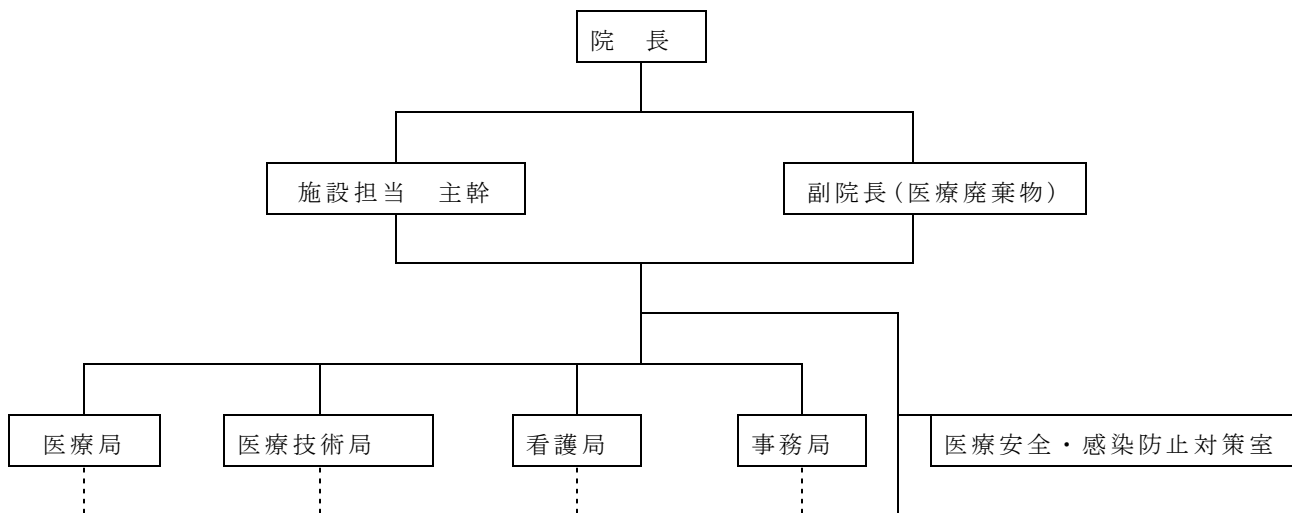 院　長
施設担当　主幹
副院長(医療廃棄物)
医療局
医療技術局
看護局
事務局
医療安全・感染防止対策室